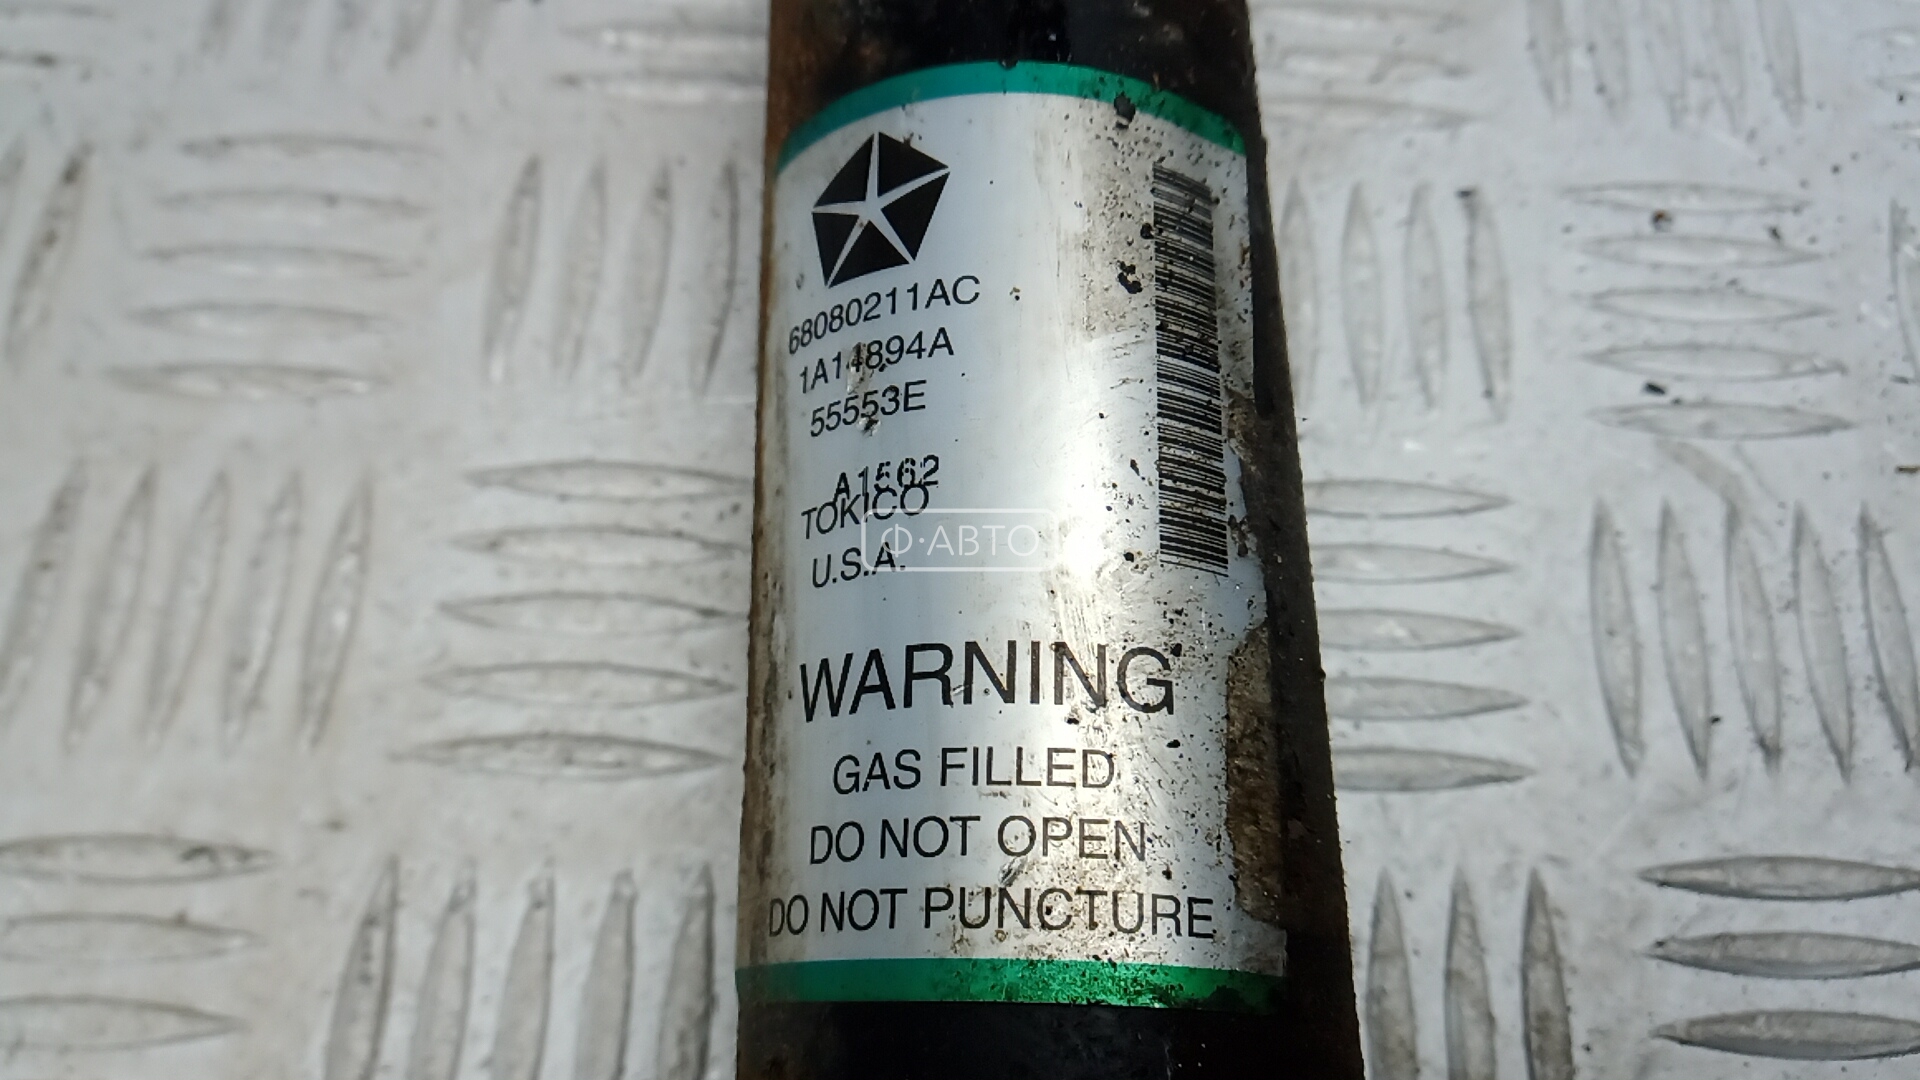 68080211AC
1A14894A
55553E
A1562
TOKICO
Ф·АВТО
U.S.A.
WARNING
GAS FILLED
DO NOT OPEN
DO NOT PUNCTURE